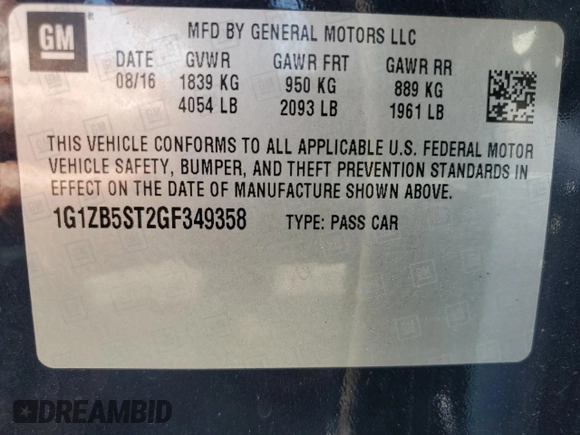 GM
MFD BY GENERAL MOTORS LLC
DATE GVWR GAWR FRT GAWR RR
08/16 1839 KG 950 KG 889 KG
4054 LB 2093 LB 1961 LB
THIS VEHICLE CONFORMS TO ALL APPLICABLE U.S. FEDERAL MOTOR
VEHICLE SAFETY, BUMPER, AND THEFT PREVENTION STANDARDS IN
EFFECT ON THE DATE OF MANUFACTURE SHOWN ABOVE.
1G1ZB5ST2GF349358 TYPE: PASS CAR
DREAMBID